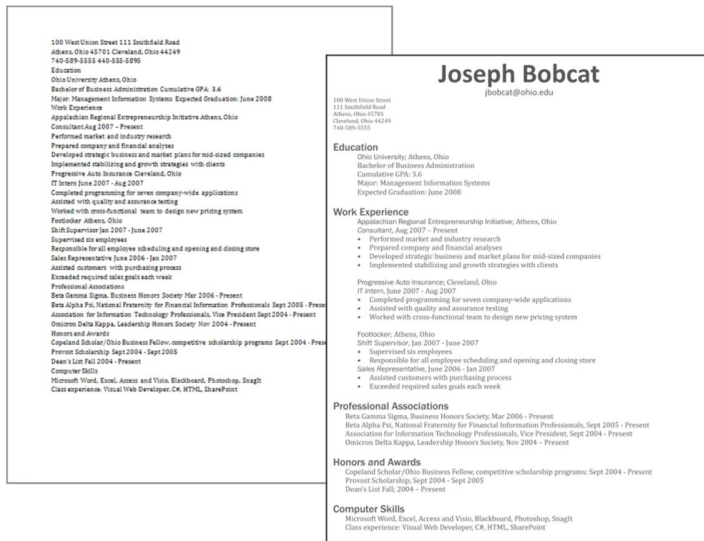 100 West Union Street 111 Smithfield Road
Athens, Ohio 45701 Cleveland, Ohio 44249
740-589-5555 440-555-5895
Education
Ohio University Athens, Ohio
Bachelor of Business Administration Cumulative GPA: 3.6
Major: Management Information Systems Expected Graduation: June 2008
Work Experience
Appalachian Regional Entrepreneurship Initiative Athens, Ohio
Consultant Aug 2007 – Present
Performed market and industry research
Prepared company and financial analyses
Developed strategic business and market plans for mid-sized companies
Implemented stabilizing and growth strategies with clients
Progressive Auto Insurance Cleveland, Ohio
IT Intern June 2007 - Aug 2007
Completed programming for seven company-wide applications
Assisted with quality and assurance testing
Worked with cross-functional team to design new pricing system
Footlocker Athens, Ohio
Shift Supervisor Jan 2007 - June 2007
Supervised six employees
Responsible for all employee scheduling and opening and closing store
Sales Representative June 2006 - Jan 2007
Assisted customers with purchasing process
Exceeded required sales goals each week
Professional Associations
Beta Gamma Sigma, Business Honors Society Mar 2006 - Present
Beta Alpha Psi, National Fraternity for Financial Information Professionals Sept 2005 -
Association for Information Technology Professionals, Vice President Sept 2004 - Present
Omicron Delta Kappa, Leadership Honors Society Nov 2004 – Present
Honors and Awards
Copeland Scholar/Ohio Business Fellow, competitive scholarship programs Sept 2004 -
Provost Scholarship Sept 2004 - Sept 2005
Dean's List Fall 2004 – Present
Computer Skills
Microsoft Word, Excel, Access and Visio, Blackboard, Photoshop, SnagIt
Class experience: Visual Web Developer, C#, HTML, SharePoint
Joseph Bobcat
jbobcat@ohio.edu
100 West Union Street
111 Smithfield Road
Athens, Ohio 45701
Cleveland, Ohio 44249
740-589-5555
Education
Ohio University; Athens, Ohio
Bachelor of Business Administration
Cumulative GPA: 3.6
Major: Management Information Systems
Expected Graduation: June 2008
Work Experience
Appalachian Regional Entrepreneurship Initiative; Athens, Ohio
Consultant, Aug 2007 – Present
• Performed market and industry research
• Prepared company and financial analyses
• Developed strategic business and market plans for mid-sized companies
• Implemented stabilizing and growth strategies with clients
Progressive Auto Insurance; Cleveland, Ohio
IT Intern, June 2007 - Aug 2007
• Completed programming for seven company-wide applications
• Assisted with quality and assurance testing
• Worked with cross-functional team to design new pricing system
Footlocker; Athens, Ohio
Shift Supervisor, Jan 2007 - June 2007
• Supervised six employees
• Responsible for all employee scheduling and opening and closing store
Sales Representative, June 2006 - Jan 2007
• Assisted customers with purchasing process
• Exceeded required sales goals each week
Professional Associations
Beta Gamma Sigma, Business Honors Society, Mar 2006 - Present
Beta Alpha Psi, National Fraternity for Financial Information Professionals, Sept 2005 - Present
Association for Information Technology Professionals, Vice President, Sept 2004 - Present
Omicron Delta Kappa, Leadership Honors Society, Nov 2004 – Present
Honors and Awards
Copeland Scholar/Ohio Business Fellow, competitive scholarship programs; Sept 2004 - Present
Provost Scholarship; Sept 2004 - Sept 2005
Dean's List Fall; 2004 – Present
Computer Skills
Microsoft Word, Excel, Access and Visio, Blackboard, Photoshop, SnagIt
Class experience: Visual Web Developer, C#, HTML, SharePoint